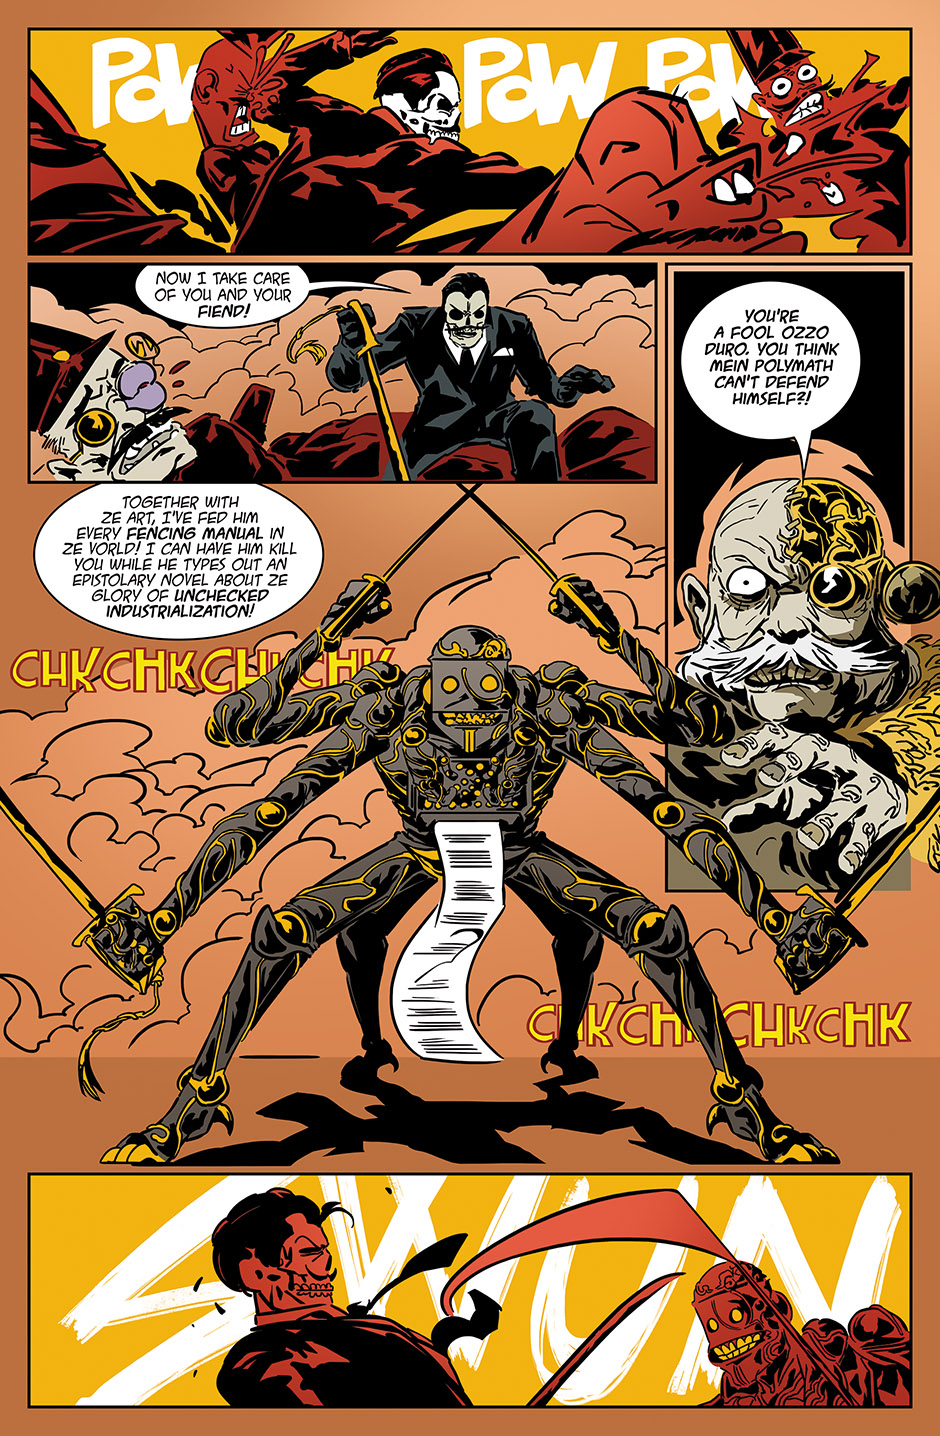 POW
POW
POW
NOW I TAKE CARE
OF YOU AND YOUR
FIEND!
YOU'RE
A FOOL OZZO
DURO. YOU THINK
MEIN POLYMATH
CAN'T DEFEND
HIMSELF?!
TOGETHER WITH
ZE ART, I'VE FED HIM
EVERY FENCING MANUAL IN
ZE VORLD! I CAN HAVE HIM KILL
YOU WHILE HE TYPES OUT AN
EPISTOLARY NOVEL ABOUT ZE
GLORY OF UNCHECKED
INDUSTRIALIZATION!
CHKCHKCHKCHK
CHKCHKCHKCHK